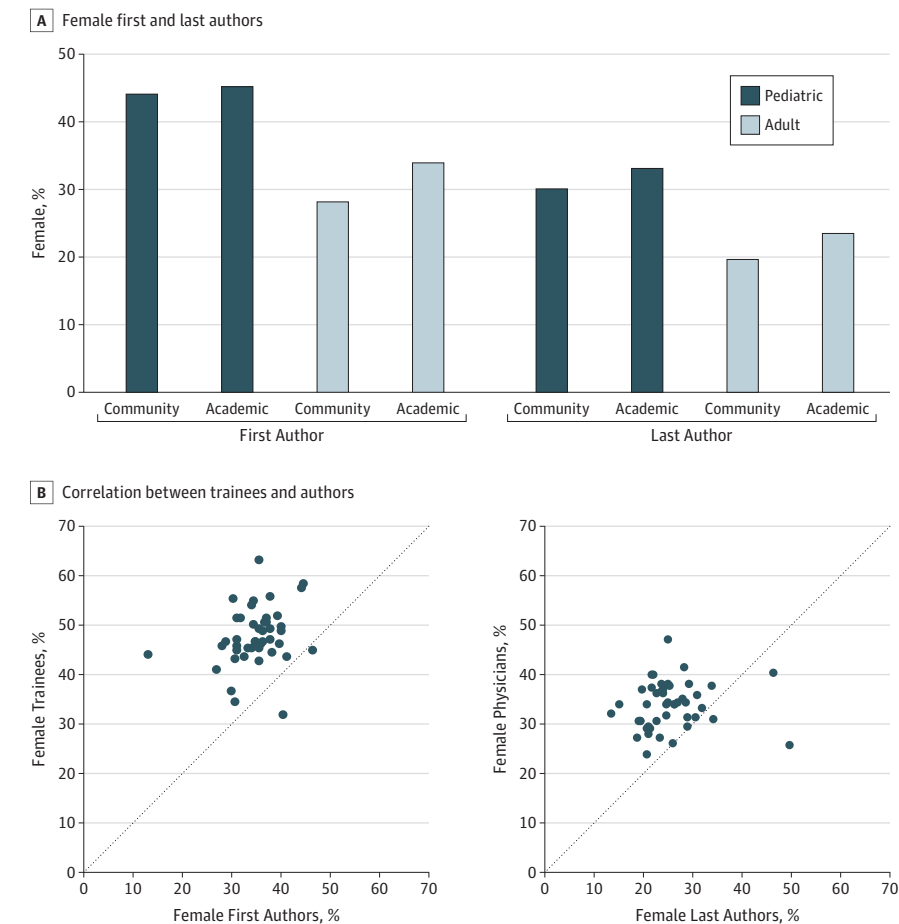 A Female first and last authors
50
40
30
20
10
0
Female, %
Pediatric
Adult
Community Academic Community Academic Community Academic Community Academic
First Author Last Author
B Correlation between trainees and authors
70
60
50
40
30
20
10
0
Female Trainees, %
0 10 20 30 40 50 60 70
Female First Authors, %
70
60
50
40
30
20
10
0
Female Physicians, %
0 10 20 30 40 50 60 70
Female Last Authors, %